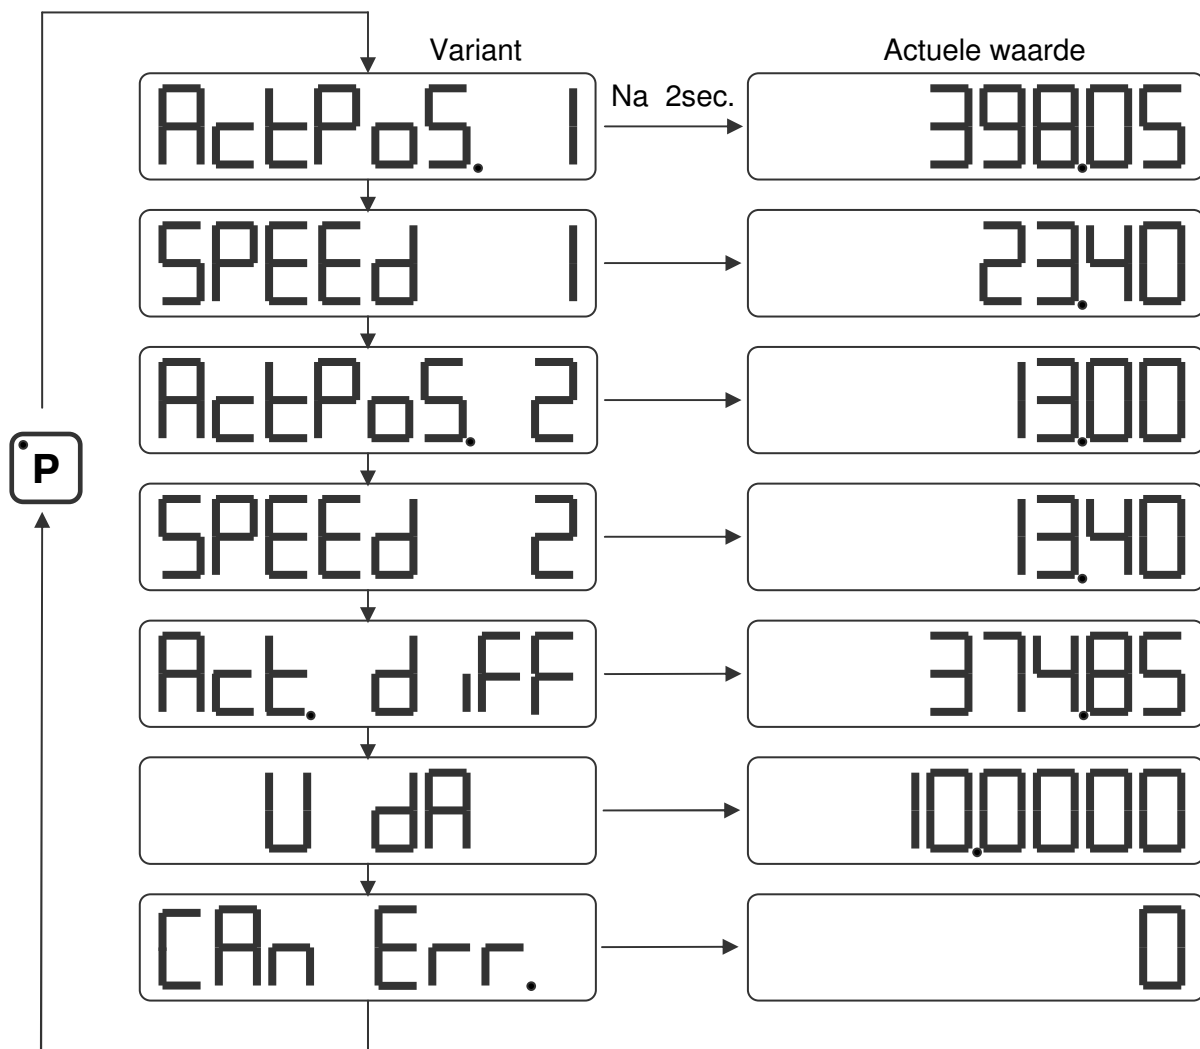 Variant Actuele waarde
ActPoS. 1 Na 2sec. 398.05
SPEEd 1 23.40
ActPoS. 2 13.00
P
SPEEd 2 13.40
Act. diFF 374.85
U dA 10.0000
CAn Err. 0